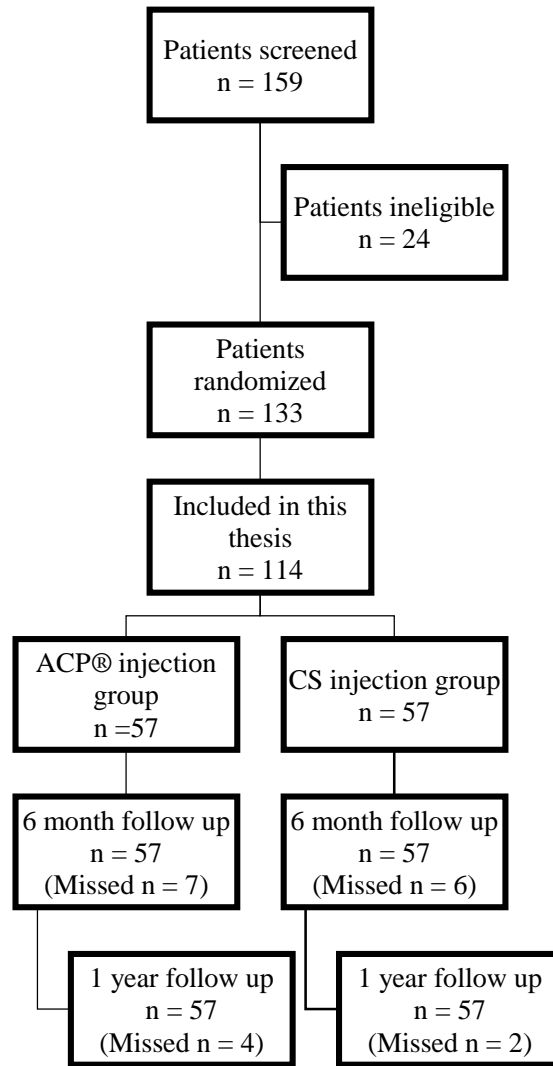 Patients screened
n = 159
Patients ineligible
n = 24
Patients
randomized
n = 133
Included in this
thesis
n = 114
ACP® injection
group
n =57
CS injection group
n = 57
6 month follow up
n = 57
(Missed n = 7)
6 month follow up
n = 57
(Missed n = 6)
1 year follow up
n = 57
(Missed n = 4)
1 year follow up
n = 57
(Missed n = 2)